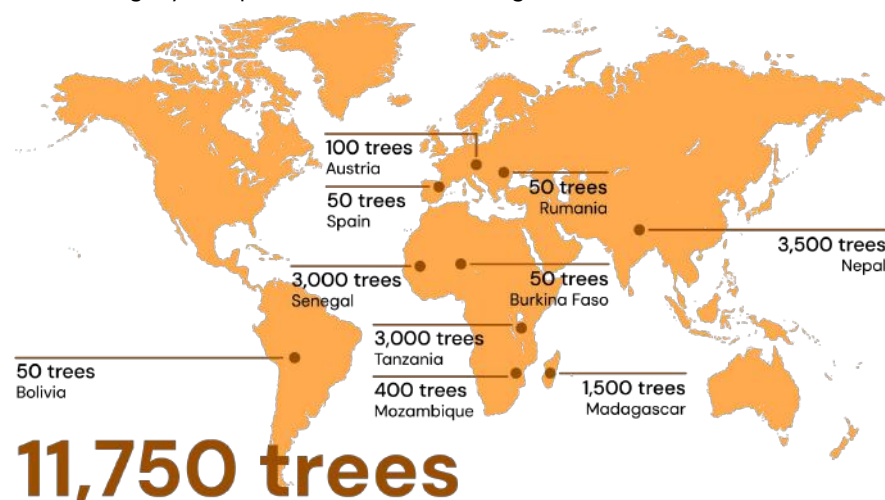 100 trees
Austria
50 trees
Spain
50 trees
Rumania
3,500 trees
Nepal
3,000 trees
Senegal
50 trees
Burkina Faso
3,000 trees
Tanzania
50 trees
Bolivia
400 trees
Mozambique
1,500 trees
Madagascar
11,750 trees